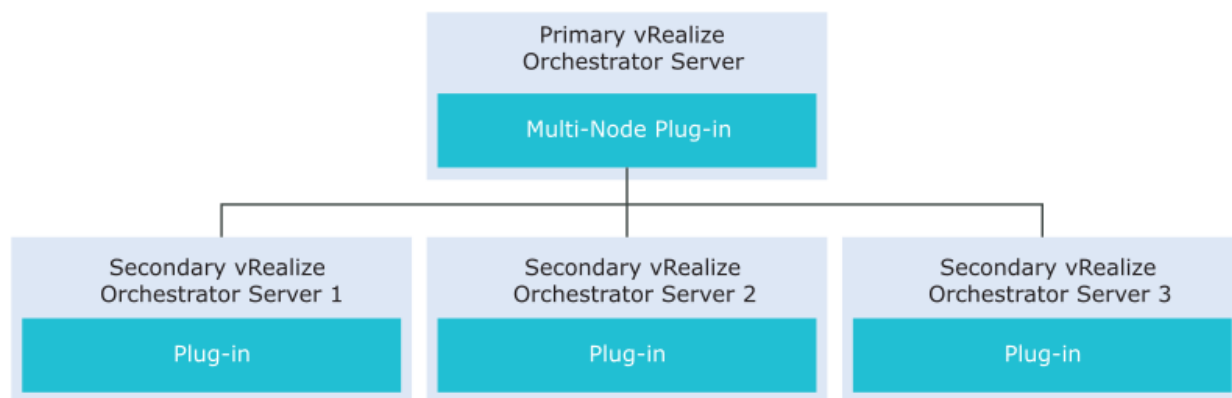 Primary vRealize
Orchestrator Server
Multi-Node Plug-in
Secondary vRealize
Orchestrator Server 1
Plug-in
Secondary vRealize
Orchestrator Server 2
Plug-in
Secondary vRealize
Orchestrator Server 3
Plug-in